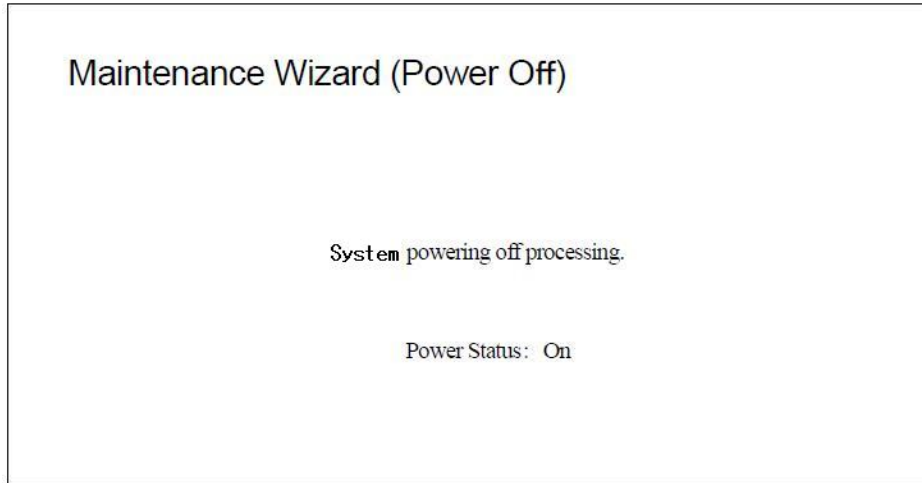 Maintenance Wizard (Power Off)
System powering off processing.
Power Status: On